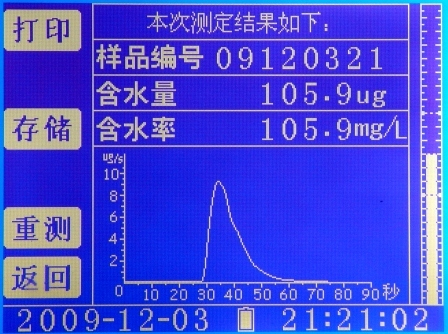 打印
存储
重测
返回
本次测定结果如下：
样品编号 09120321
含水量 105.9ug
含水率 105.9mg/L
ug/s
10
8
6
4
2
0 10 20 30 40 50 60 70 80 90 秒
2009-12-03 21:21:02